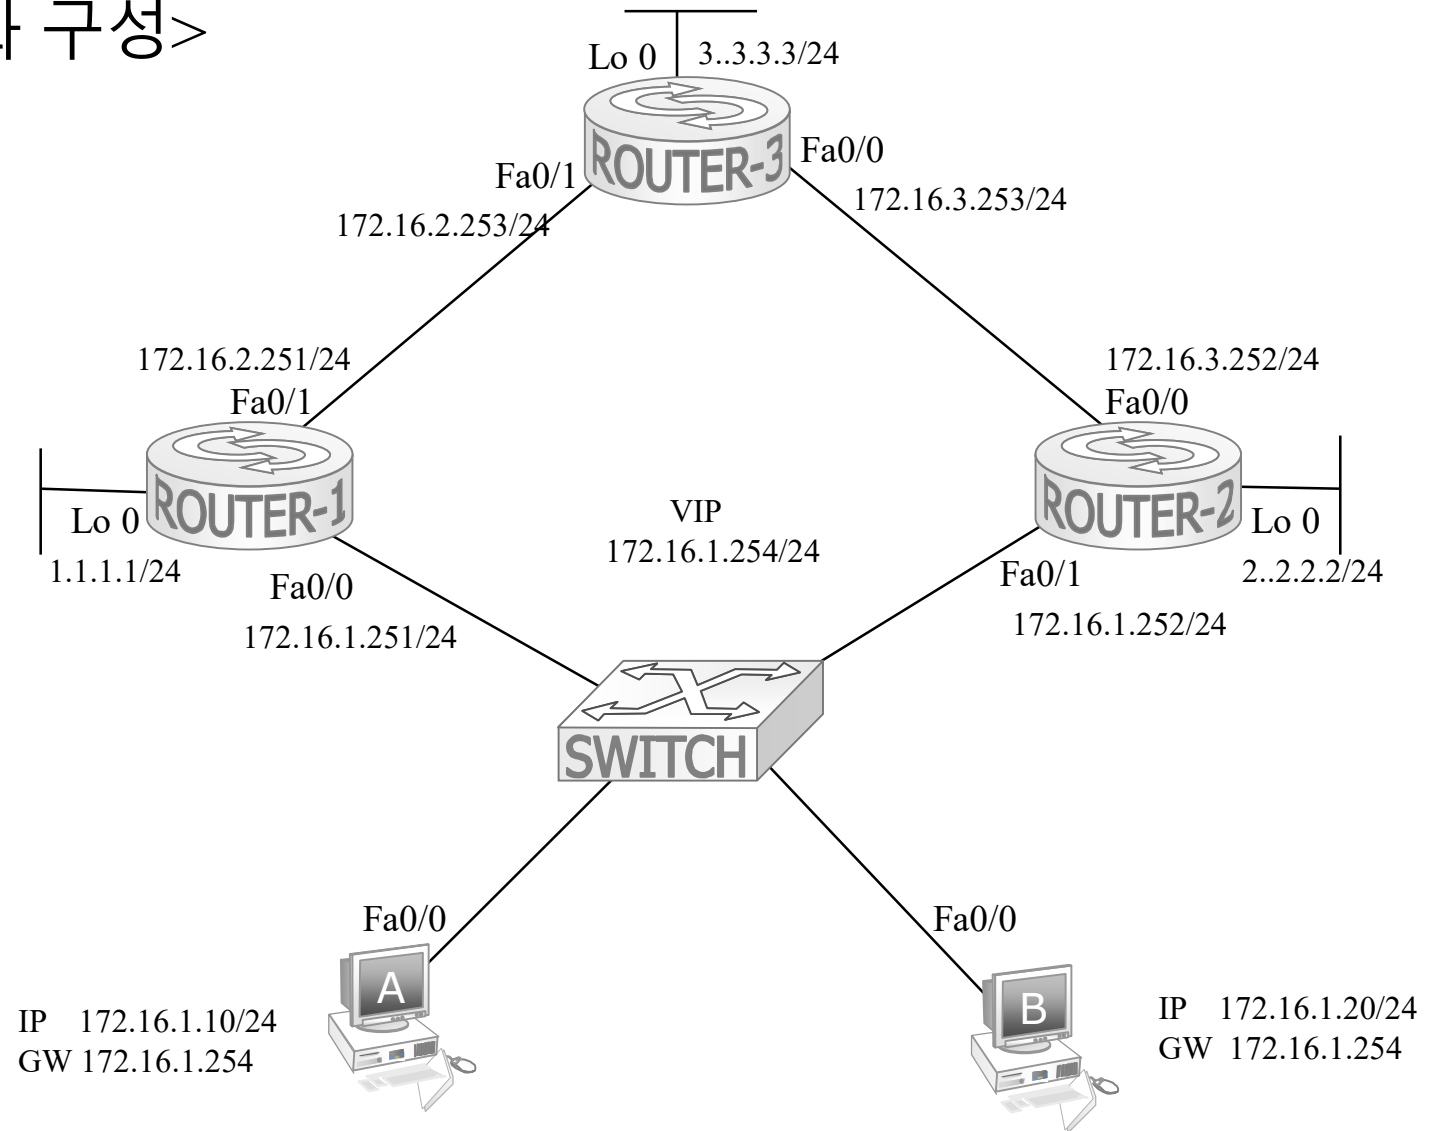 구성>
Lo 0
3..3.3.3/24
ROUTER-3
Fa0/1
Fa0/0
172.16.2.253/24
172.16.3.253/24
172.16.2.251/24
Fa0/1
172.16.3.252/24
Fa0/0
ROUTER-1
Lo 0
1.1.1.1/24
Fa0/0
172.16.1.251/24
VIP
172.16.1.254/24
ROUTER-2
Lo 0
2..2.2.2/24
Fa0/1
172.16.1.252/24
SWITCH
Fa0/0
Fa0/0
A
IP 172.16.1.10/24
GW 172.16.1.254
B
IP 172.16.1.20/24
GW 172.16.1.254